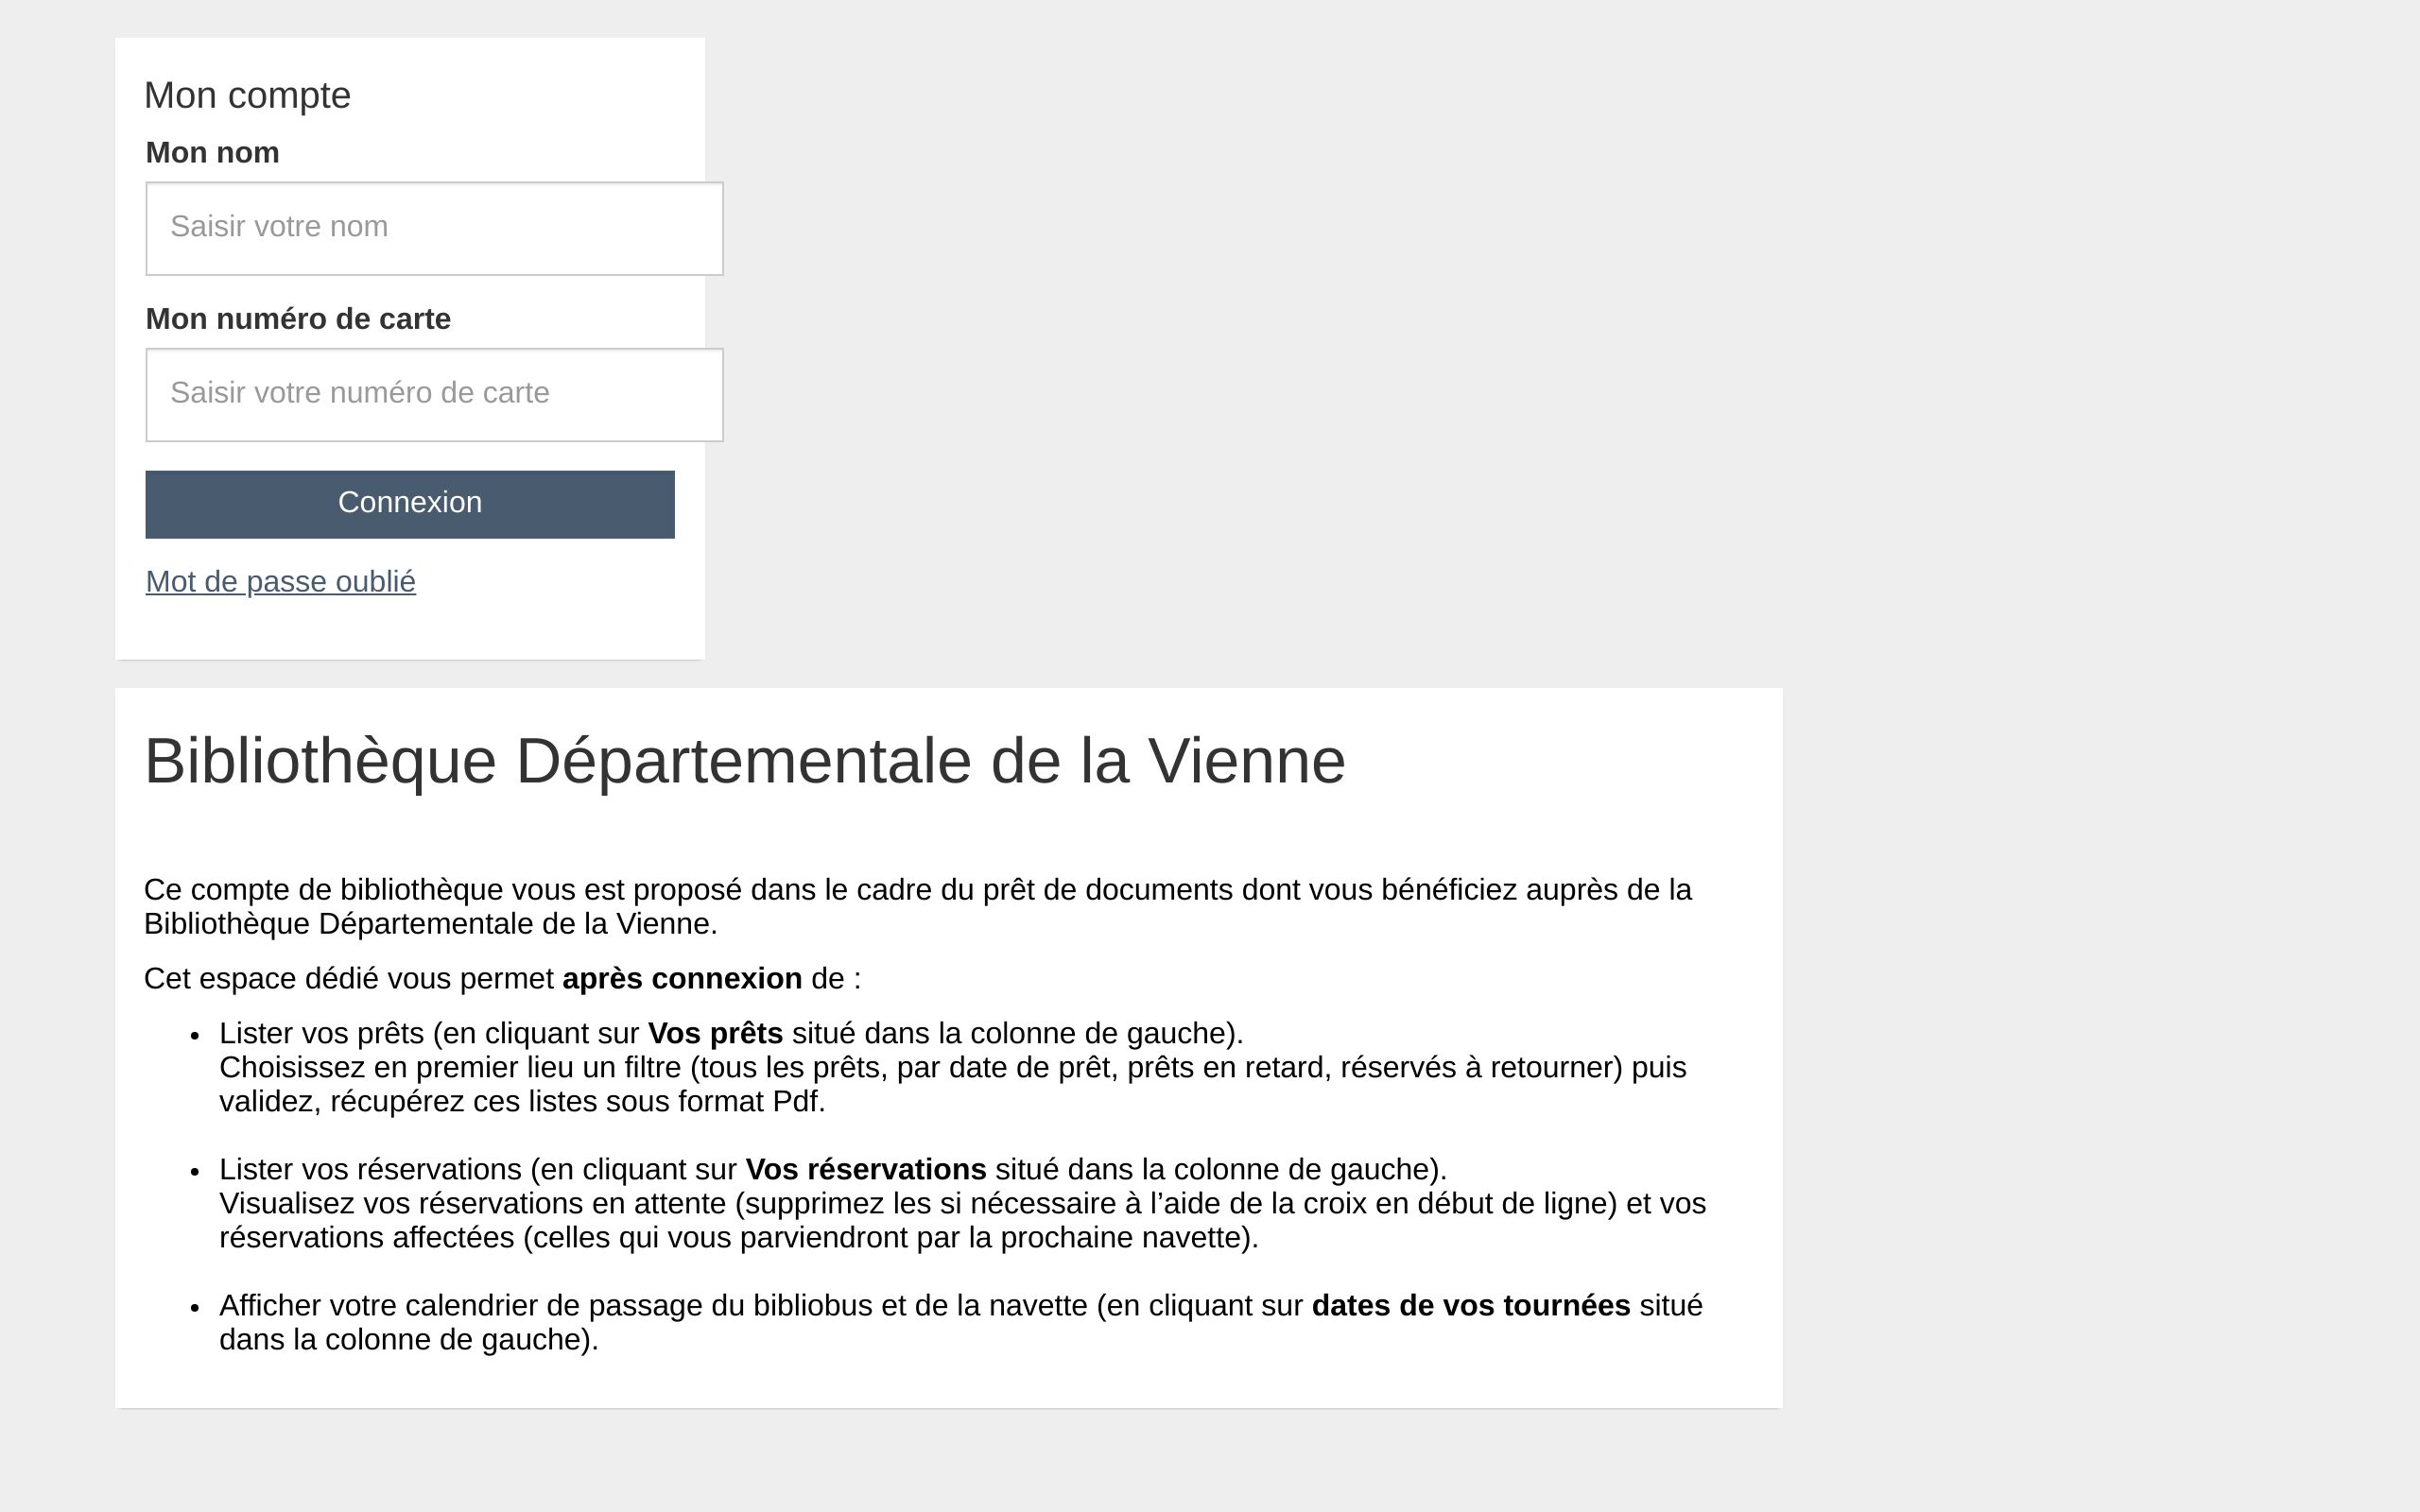 Mon compte
Mon nom
Saisir votre nom
Mon numéro de carte
Saisir votre numéro de carte
Connexion
Mot de passe oublié
Bibliothèque Départementale de la Vienne
Ce compte de bibliothèque vous est proposé dans le cadre du prêt de documents dont vous bénéficiez auprès de la
Bibliothèque Départementale de la Vienne.
Cet espace dédié vous permet après connexion de :
• Lister vos prêts (en cliquant sur Vos prêts situé dans la colonne de gauche).
Choisissez en premier lieu un filtre (tous les prêts, par date de prêt, prêts en retard, réservés à retourner) puis
validez, récupérez ces listes sous format Pdf.
• Lister vos réservations (en cliquant sur Vos réservations situé dans la colonne de gauche).
Visualisez vos réservations en attente (supprimez les si nécessaire à l’aide de la croix en début de ligne) et vos
réservations affectées (celles qui vous parviendront par la prochaine navette).
• Afficher votre calendrier de passage du bibliobus et de la navette (en cliquant sur dates de vos tournées situé
dans la colonne de gauche).